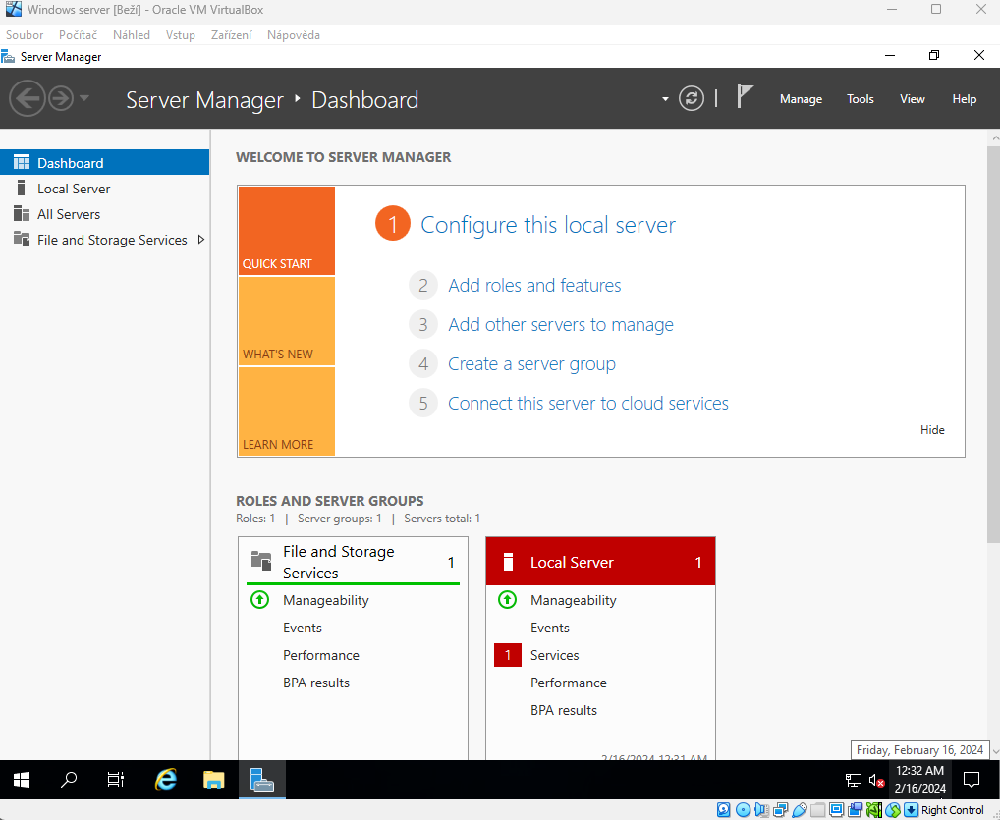 Windows server [Beží] - Oracle VM VirtualBox
Soubor Počítač Náhled Vstup Zařízení Nápověda
Server Manager
Server Manager Dashboard
Manage Tools View Help
Dashboard
Local Server
All Servers
File and Storage Services
WELCOME TO SERVER MANAGER
QUICK START
WHAT'S NEW
LEARN MORE
1 Configure this local server
2 Add roles and features
3 Add other servers to manage
4 Create a server group
5 Connect this server to cloud services
Hide
ROLES AND SERVER GROUPS
Roles: 1 | Server groups: 1 | Servers total: 1
File and Storage
Services
1
Manageability
Events
Performance
BPA results
Local Server 1
Manageability
Events
1 Services
Performance
BPA results
2/16/2024 12:31 AM
Friday, February 16, 2024
12:32 AM
2/16/2024
Right Control